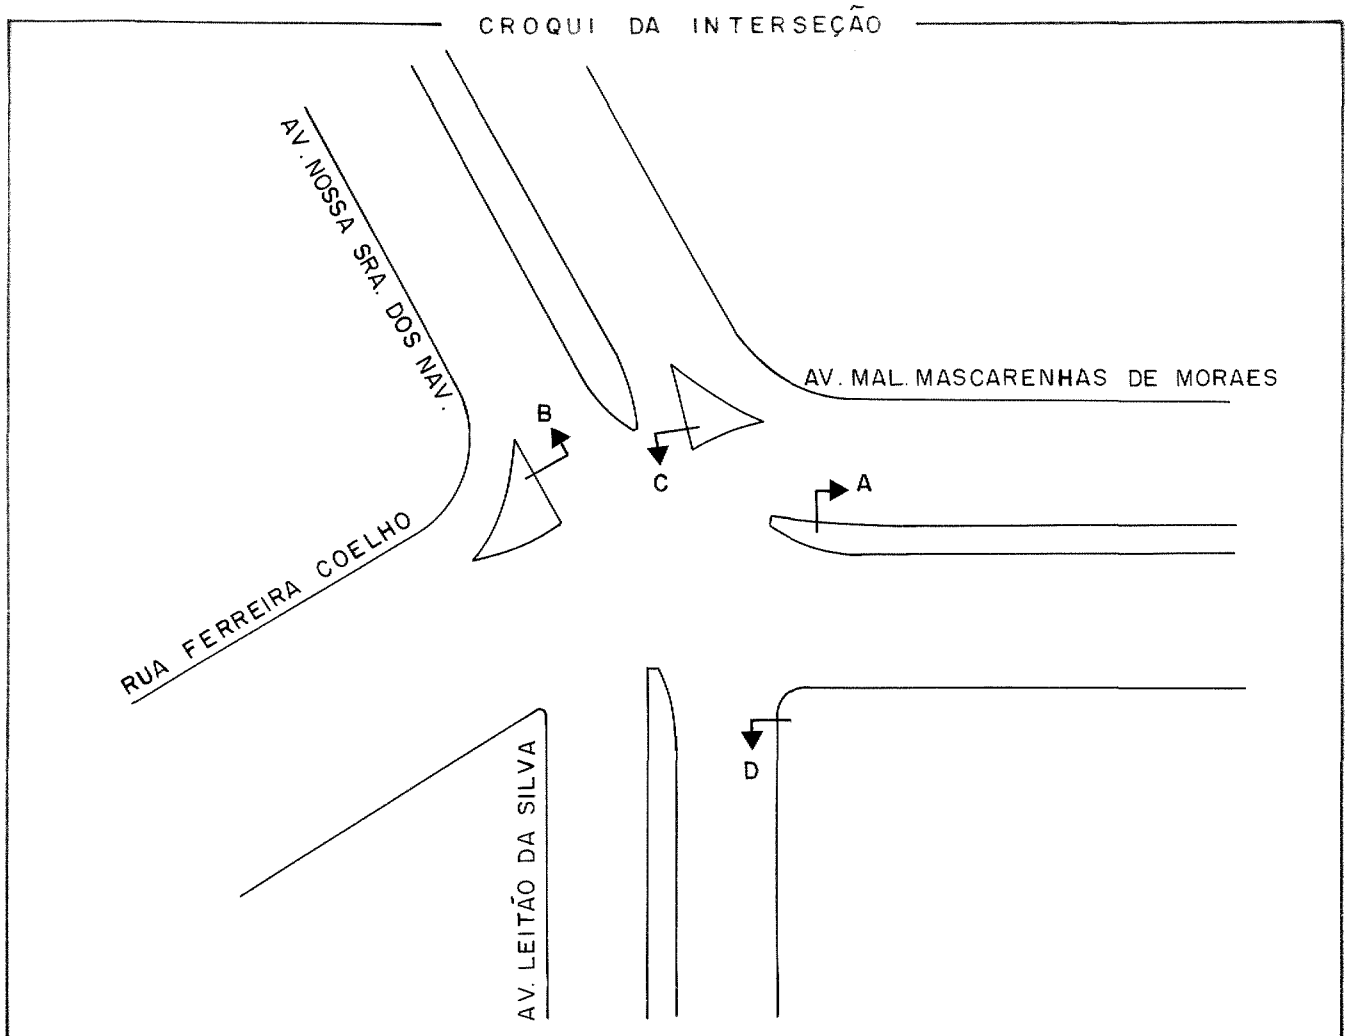 CROQUI DA INTERSEÇÃO
AV. NOSSA SRA. DOS NAV.
AV. MAL. MASCARENHAS DE MORAES
B
C
A
RUA FERREIRA COELHO
D
AV. LEITÃO DA SILVA